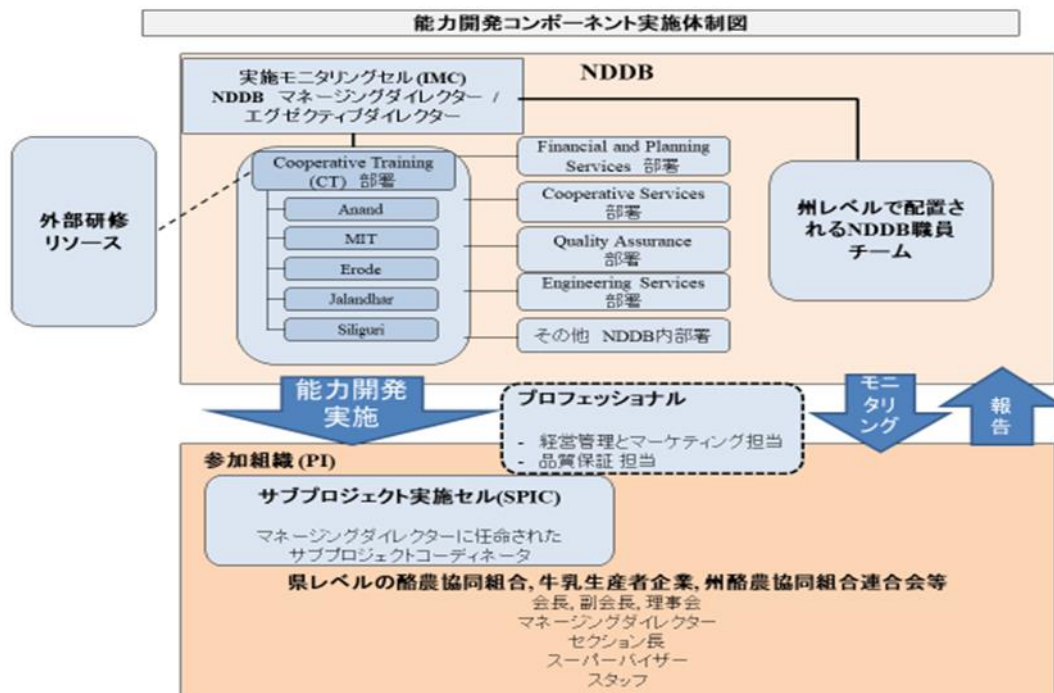 能力開発コンポーネント実施体制図
NDDB
実施モニタリングセル (IMC)
NDDB マネージングダイレクター /
エグゼクティブダイレクター
外部研修
リソース
Cooperative Training
(CT) 部署
Anand
MIT
Erode
Jalandhar
Siliguri
Financial and Planning
Services 部署
Cooperative Services
部署
Quality Assurance
部署
Engineering Services
部署
その他 NDDB内部署
州レベルで配置さ
れるNDDB職員
チーム
能力開発
実施
プロフェッショナル
- 経営管理とマーケティング担当
- 品質保証 担当
モニ
タリ
ング
報
告
参加組織 (PI)
サブプロジェクト実施セル(SPIC)
マネージングダイレクターに任命された
サブプロジェクトコーディネータ
県レベルの酪農協同組合, 牛乳生産者企業, 州酪農協同組合連合会等
会長, 副会長, 理事会
マネージングダイレクター
セクション長
スーパーバイザー
スタッフ